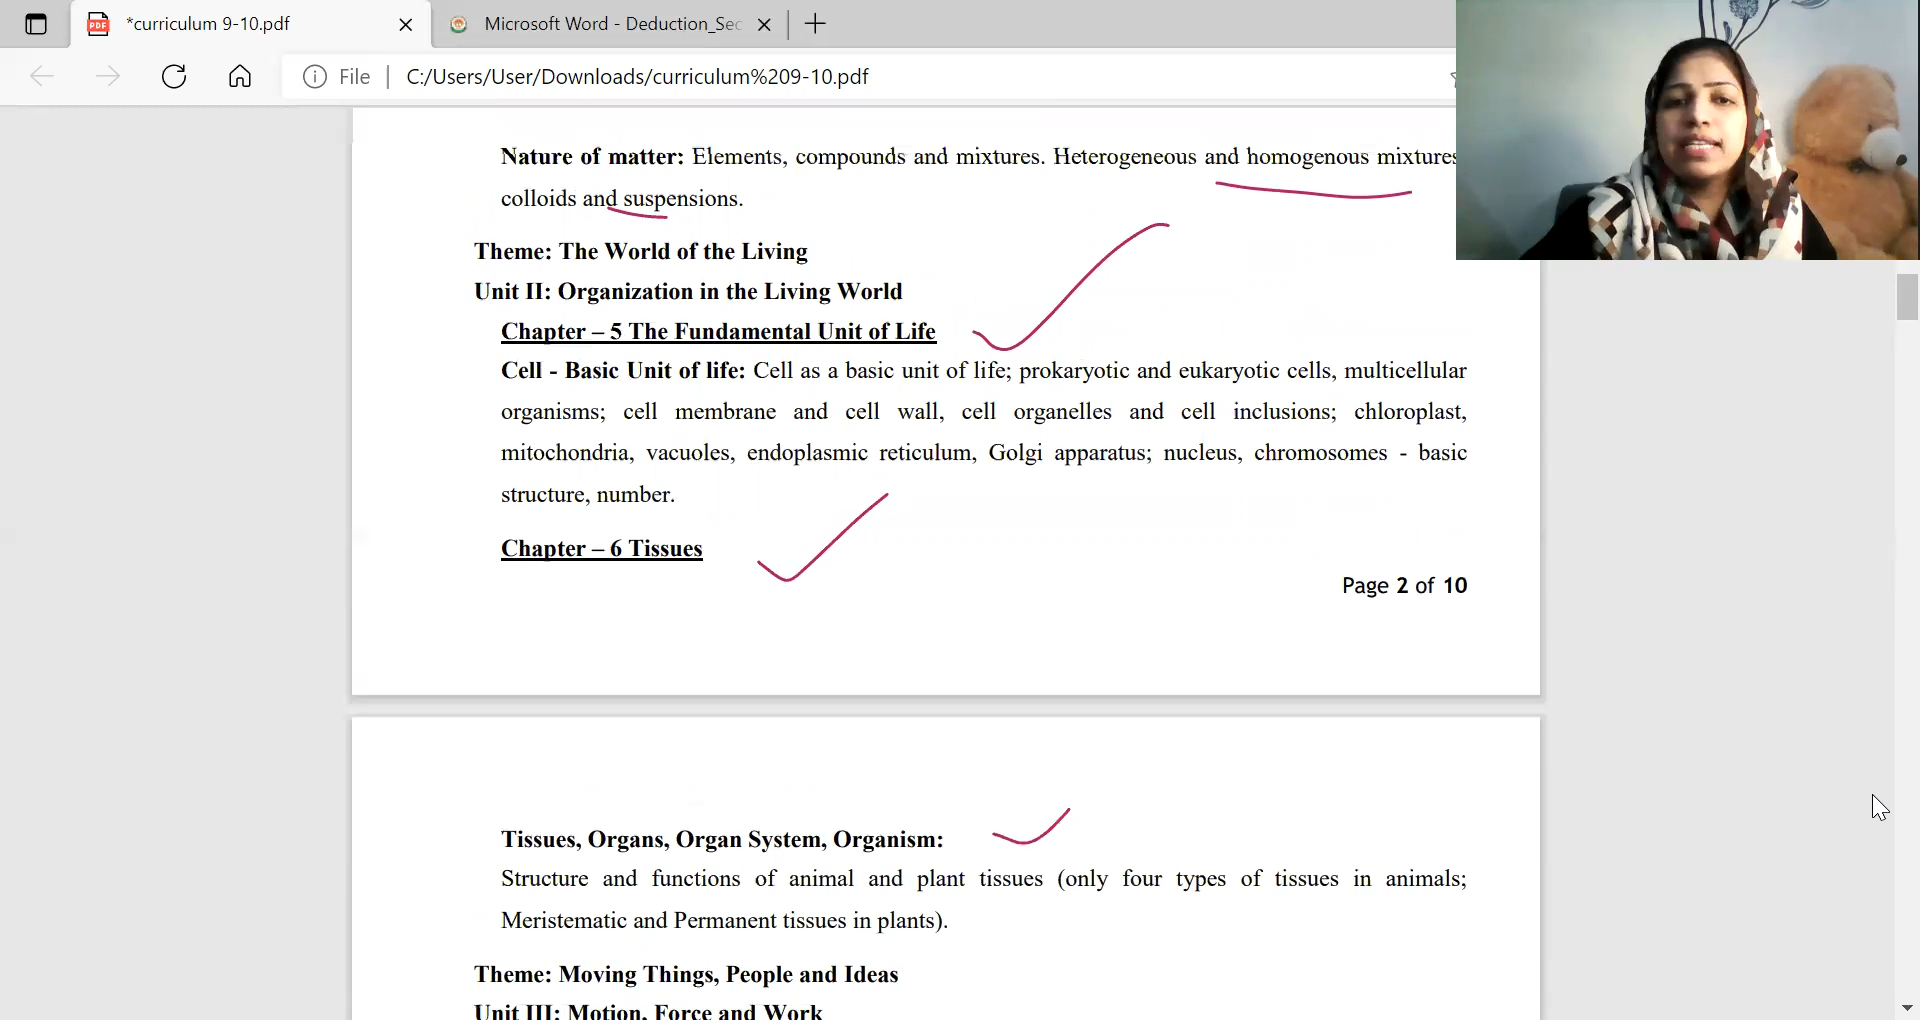 *curriculum 9-10.pdf
Microsoft Word - Deduction_Sec
File
C:/Users/User/Downloads/curriculum%209-10.pdf
Nature of matter: Elements, compounds and mixtures. Heterogeneous and homogenous mixtures
colloids and suspensions.
Theme: The World of the Living
Unit II: Organization in the Living World
Chapter – 5 The Fundamental Unit of Life
Cell - Basic Unit of life: Cell as a basic unit of life; prokaryotic and eukaryotic cells, multicellular
organisms; cell membrane and cell wall, cell organelles and cell inclusions; chloroplast,
mitochondria, vacuoles, endoplasmic reticulum, Golgi apparatus; nucleus, chromosomes - basic
structure, number.
Chapter – 6 Tissues
Page 2 of 10
Tissues, Organs, Organ System, Organism:
Structure and functions of animal and plant tissues (only four types of tissues in animals;
Meristematic and Permanent tissues in plants).
Theme: Moving Things, People and Ideas
Unit III: Motion, Force and Work